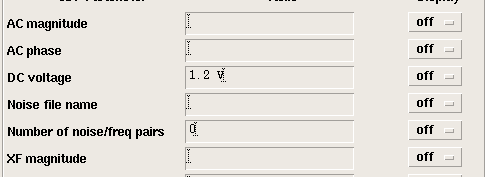 AC magnitude off
AC phase off
DC voltage 1.2 V off
Noise file name off
Number of noise/freq pairs 0 off
XF magnitude off